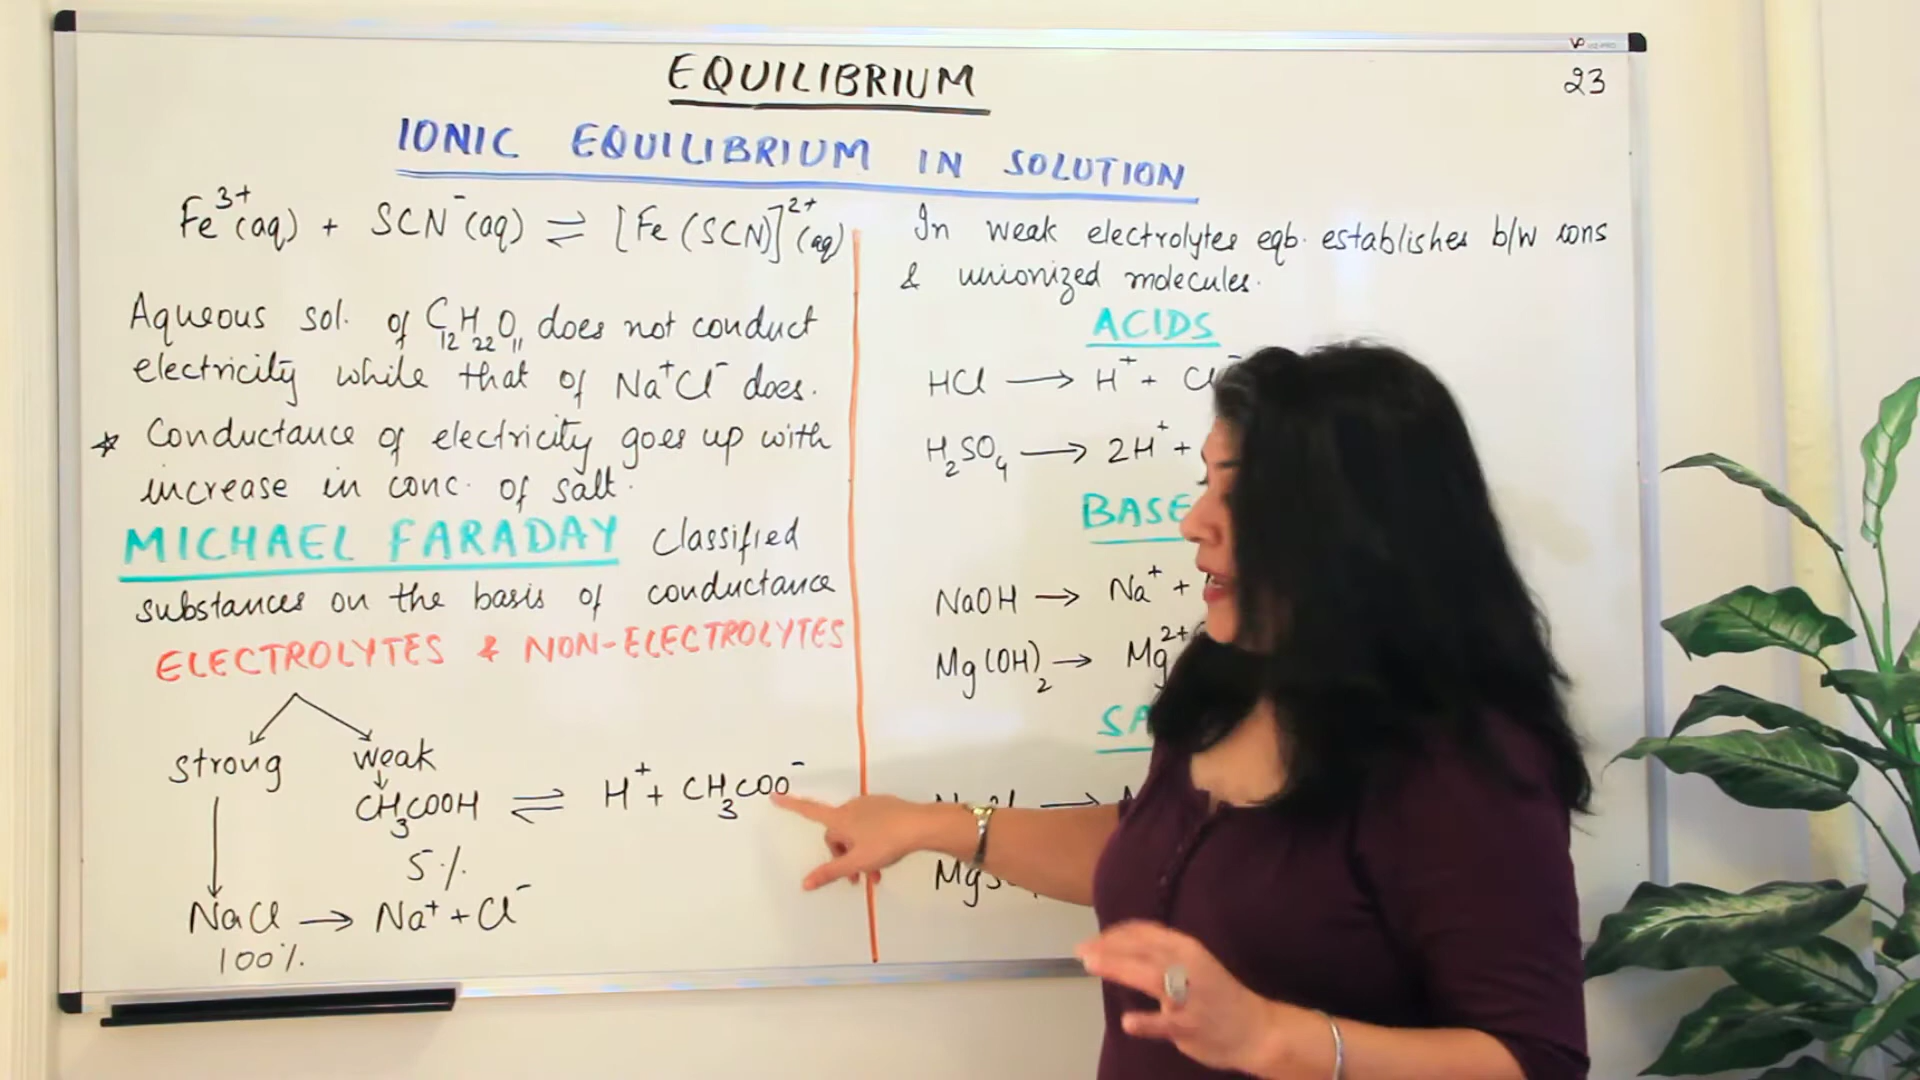 EQUILIBRIUM
23
IONIC EQUILIBRIUM IN SOLUTION
Fe³⁺(aq) + SCN⁻(aq) ⇌ [Fe(SCN)]²⁺(aq)
Aqueous sol. of C₁₂H₂₂O₁₁ does not conduct
electricity while that of Na⁺Cl⁻ does.
* Conductance of electricity goes up with
increase in conc. of salt.
MICHAEL FARADAY classified
substances on the basis of conductance
ELECTROLYTES & NON-ELECTROLYTES
strong weak
CH₃COOH ⇌ H⁺ + CH₃COO⁻
5%
NaCl → Na⁺ + Cl⁻
100%
In weak electrolytes eqb. establishes b/w ions
& unionized molecules.
ACIDS
HCl → H⁺ + Cl⁻
H₂SO₄ → 2H⁺ +
BASE
NaOH → Na⁺ +
Mg(OH)₂ → Mg²⁺
SA